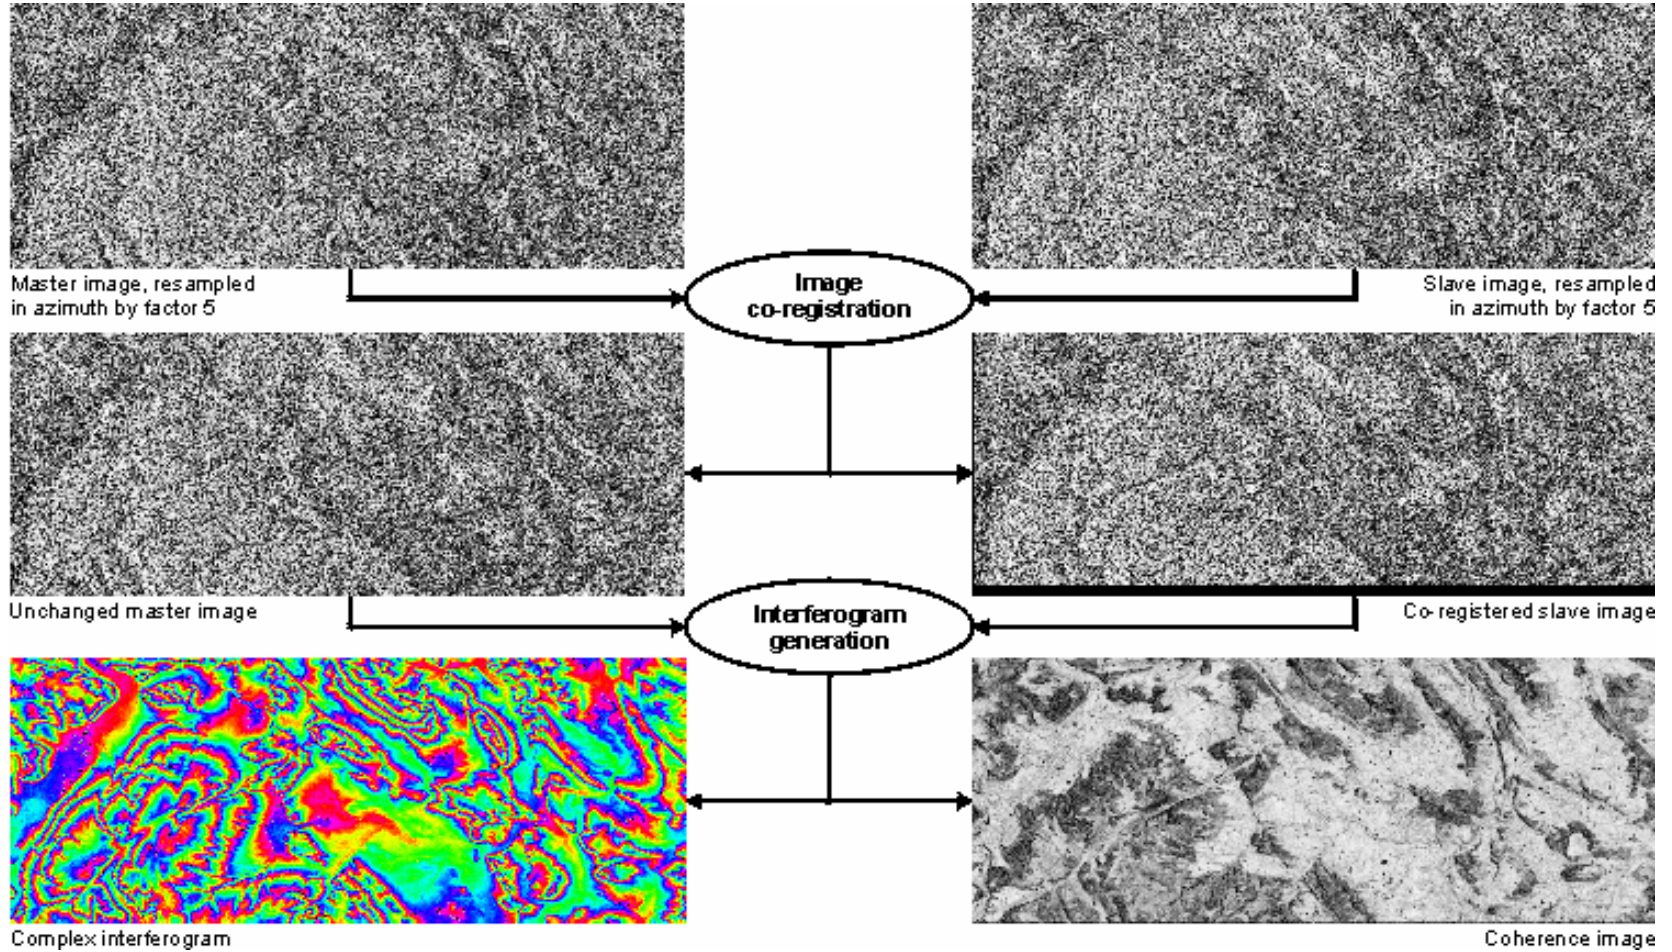 Master image, resampled
in azimuth by factor 5
Image
co-registration
Slave image, resampled
in azimuth by factor 5
Unchanged master image
Interferogram
generation
Co-registered slave image
Complex interferogram
Coherence image